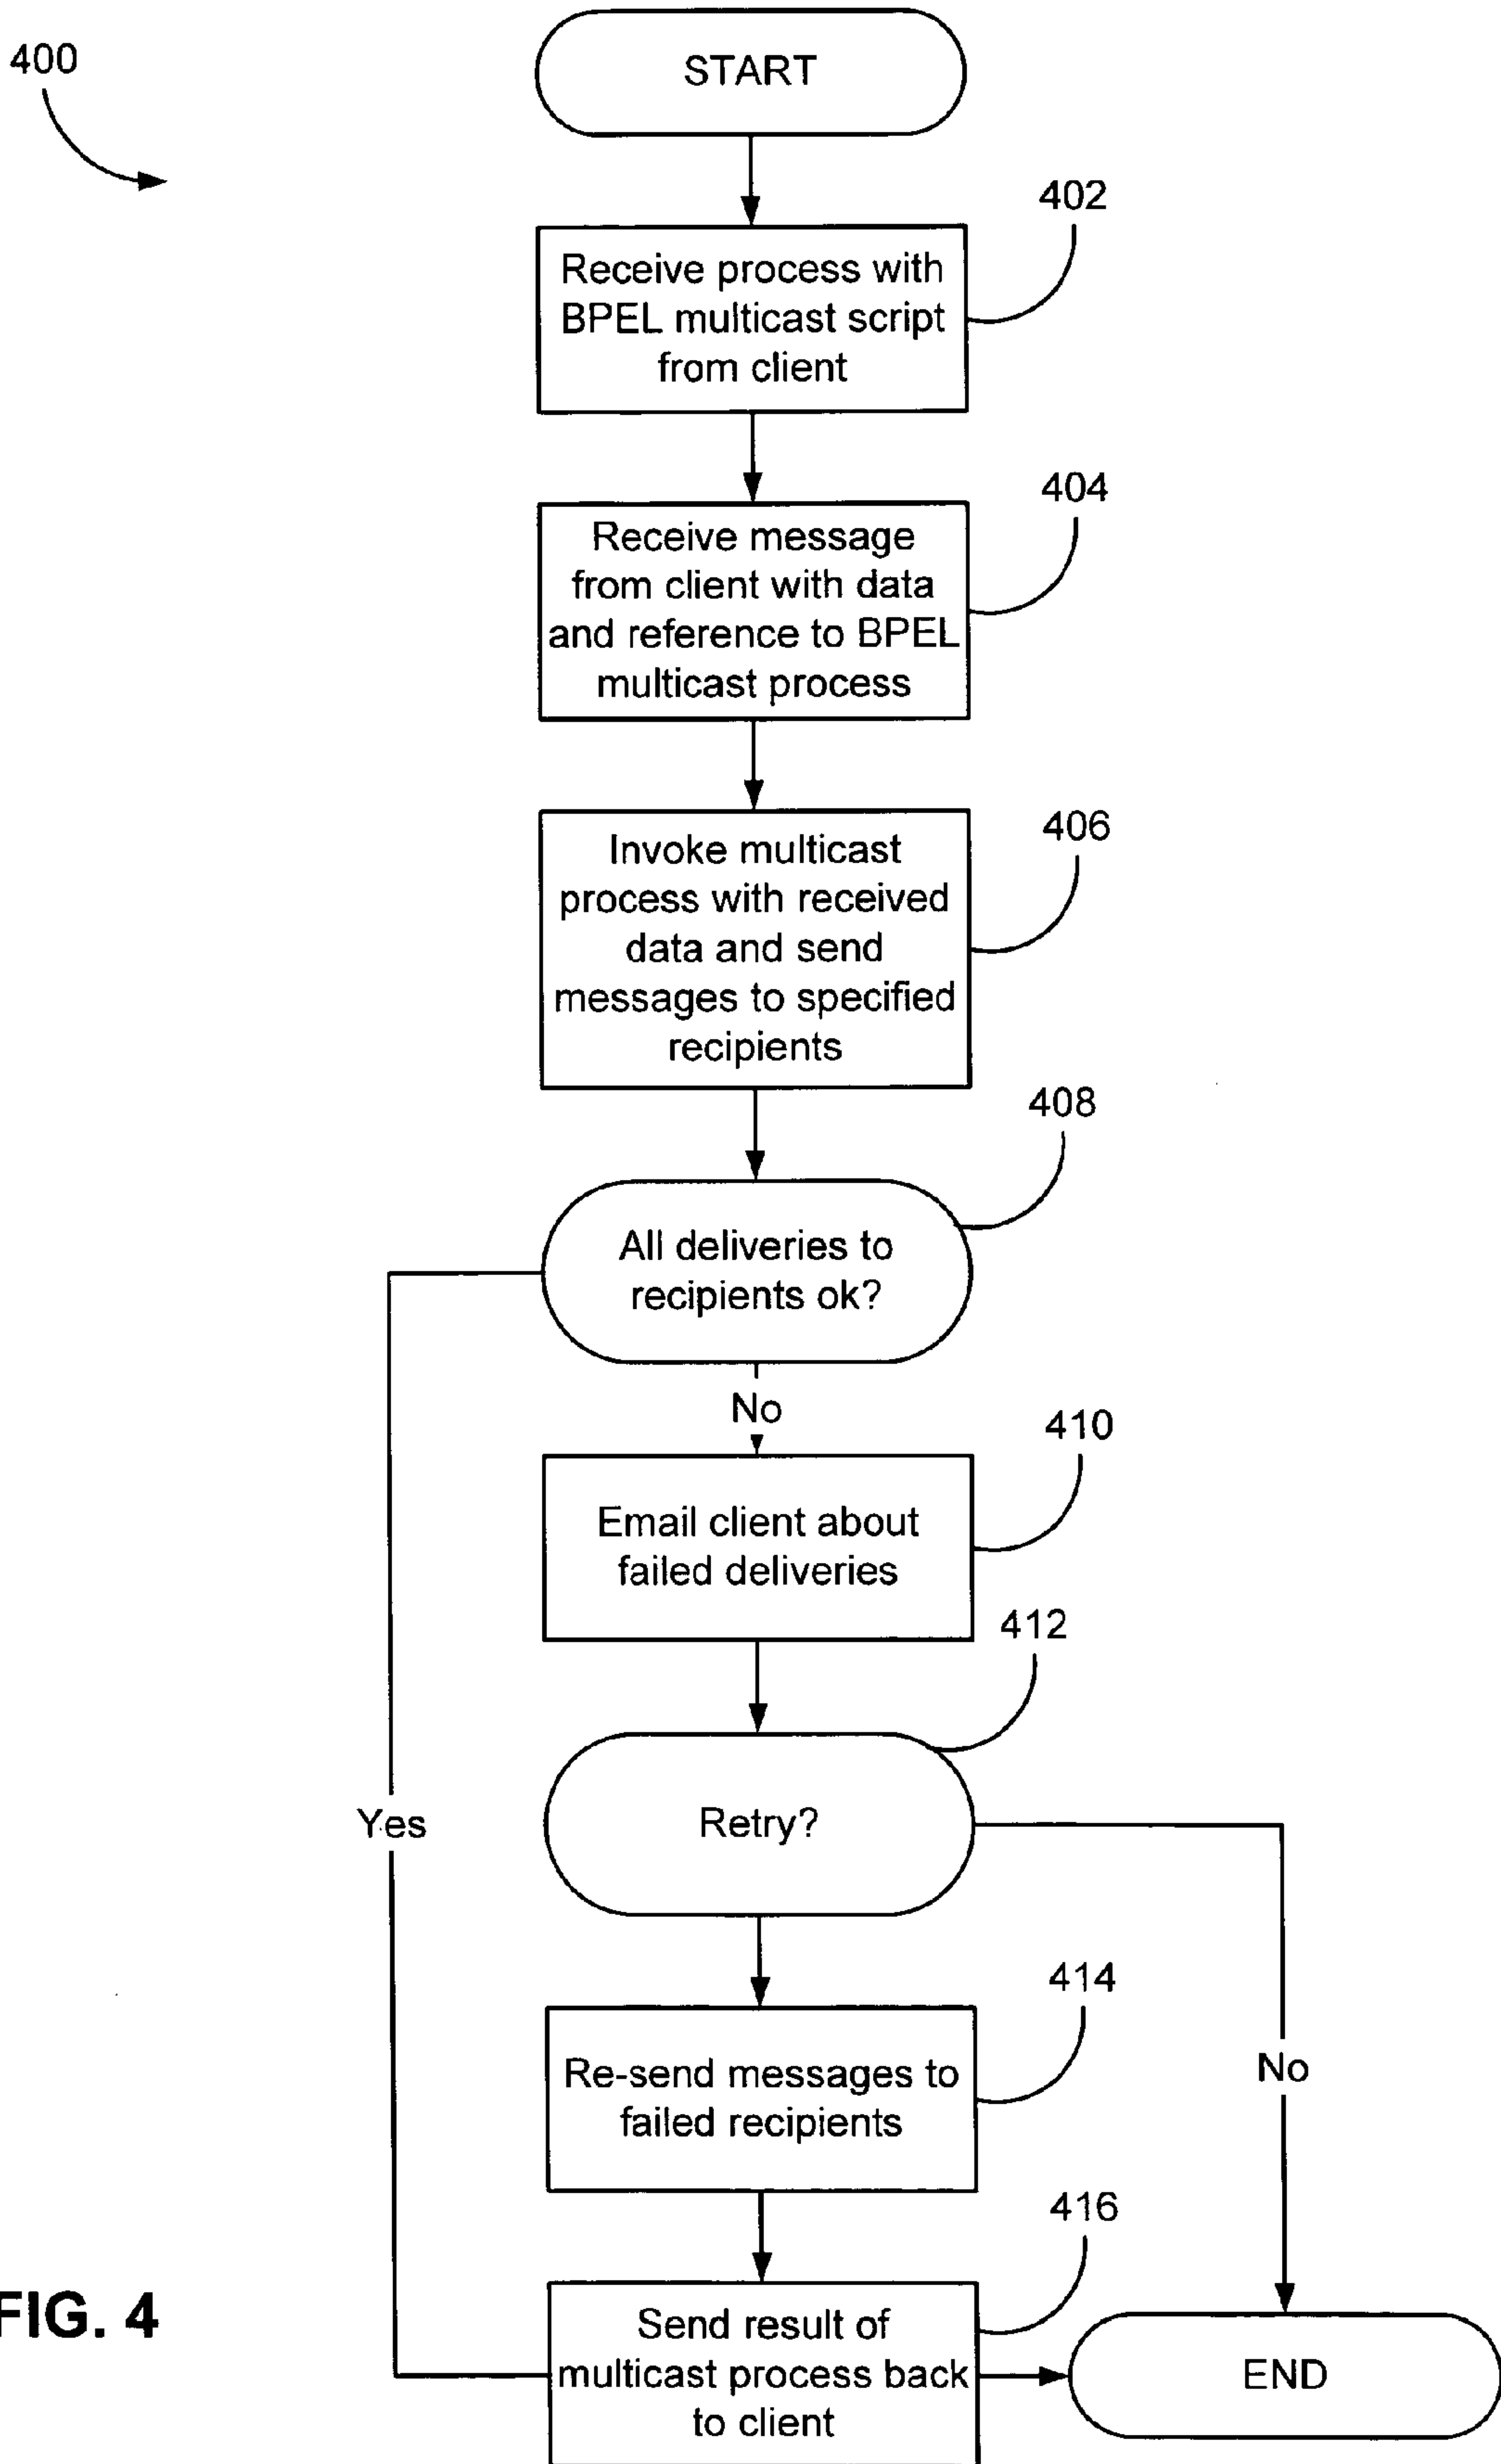 400
START
402
Receive process with
BPEL multicast script
from client
404
Receive message
from client with data
and reference to BPEL
multicast process
406
Invoke multicast
process with received
data and send
messages to specified
recipients
408
All deliveries to
recipients ok?
No
410
Email client about
failed deliveries
412
Yes
Retry?
414
Re-send messages to
failed recipients
No
416
Send result of
multicast process back
to client
END
FIG. 4